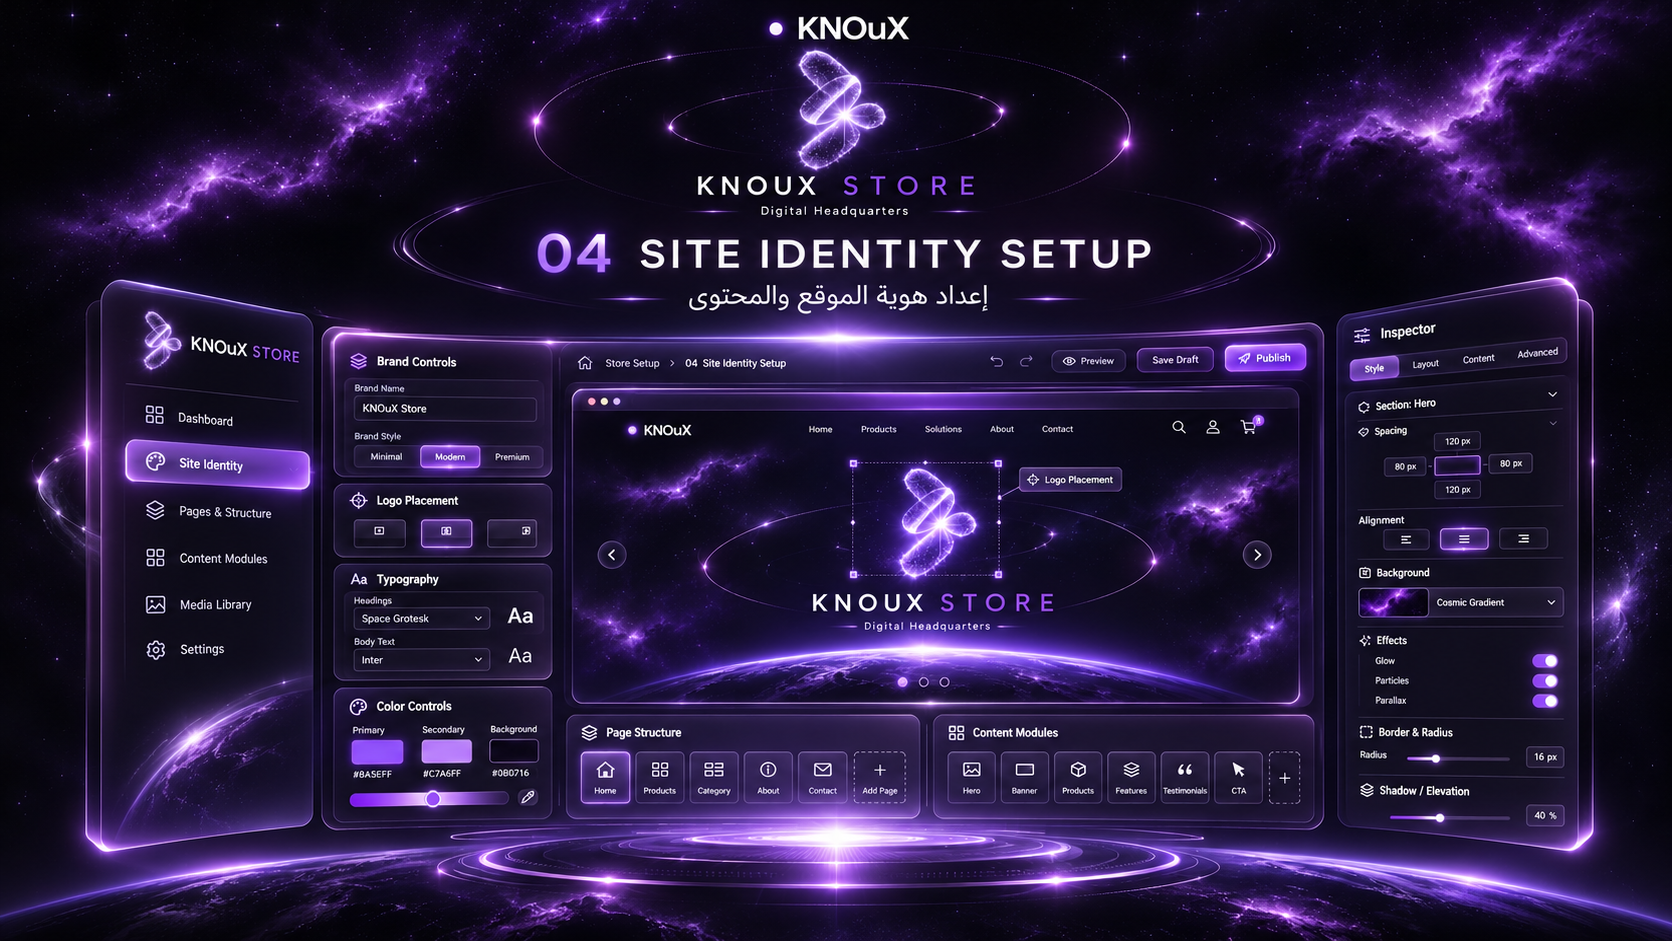 KNOuX
KNOUX STORE
Digital Headquarters
04 SITE IDENTITY SETUP
إعداد هوية الموقع والمحتوى
KNOuX STORE
Dashboard
Site Identity
Pages & Structure
Content Modules
Media Library
Settings
Brand Controls
Brand Name
KNOuX Store
Brand Style
Minimal Modern Premium
Logo Placement
Aa Typography
Headings
Space Grotesk Aa
Body Text
Inter Aa
Color Controls
Primary Secondary Background
#8A5EFF #C7A6FF #0B0716
Store Setup > 04 Site Identity Setup
Preview Save Draft Publish
KNOuX Home Products Solutions About Contact
Logo Placement
KNOUX STORE
Digital Headquarters
Page Structure
Home Products Category About Contact Add Page
Content Modules
Hero Banner Products Features Testimonials CTA
Inspector
Style Layout Content Advanced
Section: Hero
Spacing
120 px
80 px 80 px
120 px
Alignment
Background
Cosmic Gradient
Effects
Glow
Particles
Parallax
Border & Radius
Radius 16 px
Shadow / Elevation
40 %